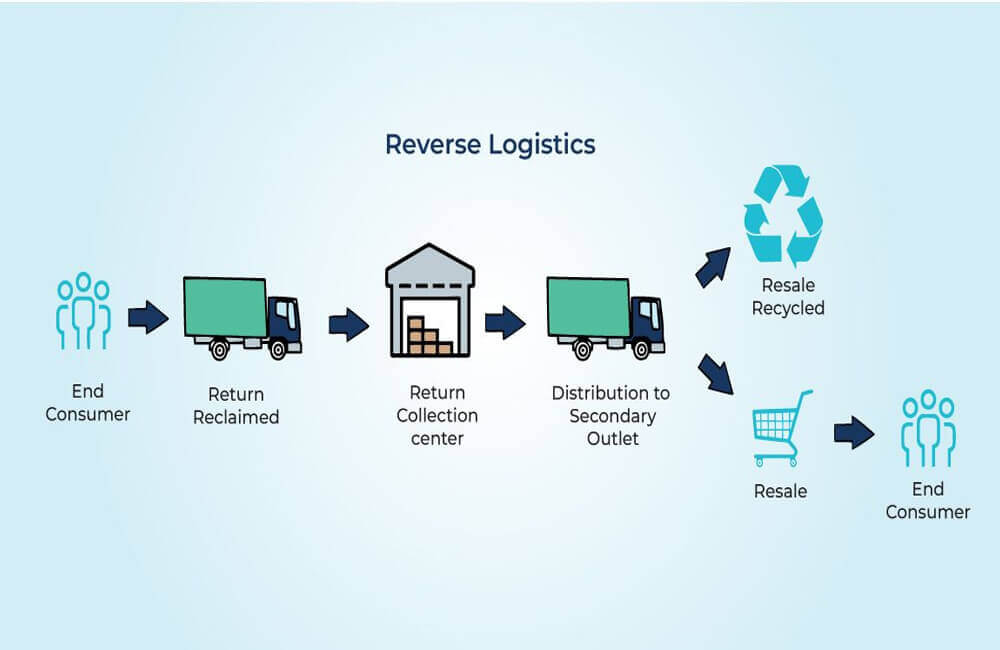 Reverse Logistics
End
Consumer
Return
Reclaimed
Return
Collection
center
Distribution to
Secondary
Outlet
Resale
Recycled
Resale
End
Consumer